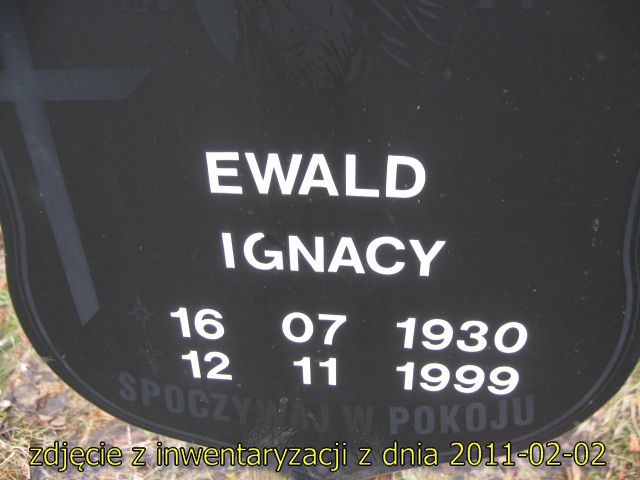 EWALD
IGNACY
16 07 1930
12 11 1999
SPOCZYWAJ W POKOJU
zdjęcie z inwentaryzacji z dnia 2011-02-02